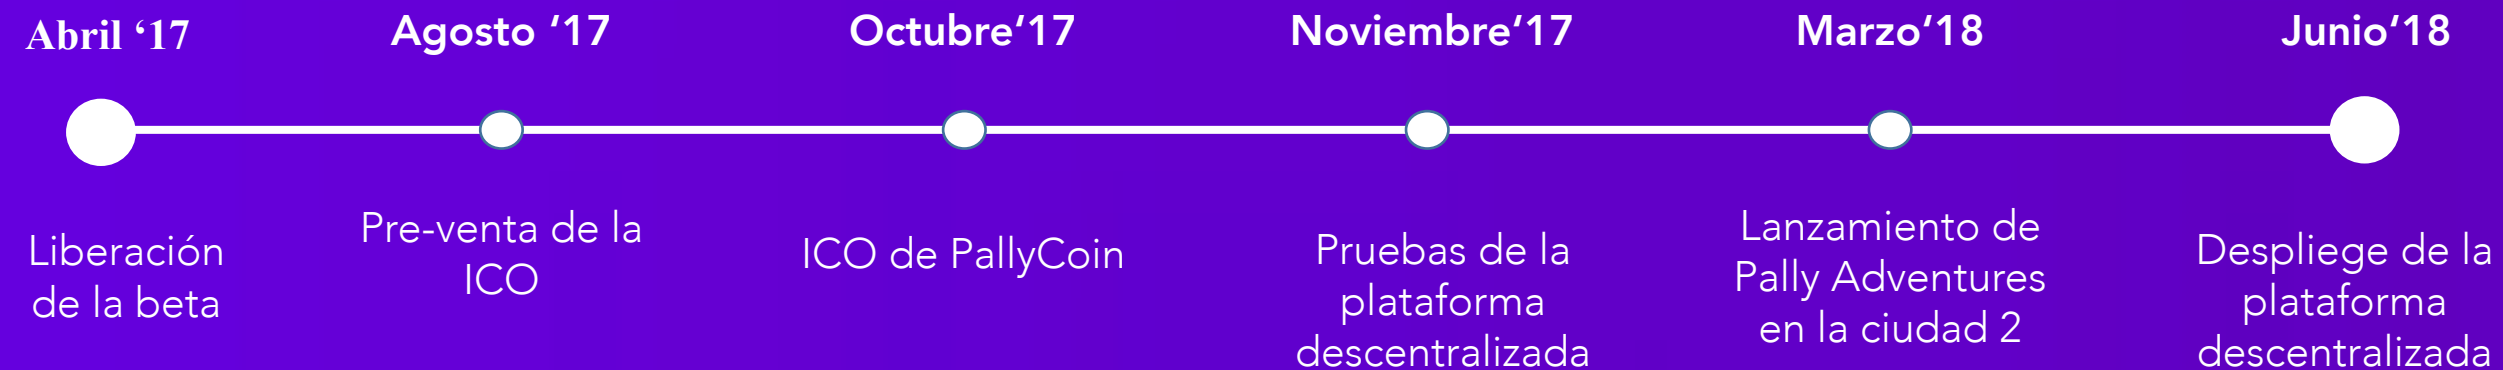 Abril ‘17
Agosto ‘17
Octubre‘17
Noviembre‘17
Marzo‘18
Junio‘18
Liberación
de la beta
Pre-venta de la
ICO
ICO de PallyCoin
Pruebas de la
plataforma
descentralizada
Lanzamiento de
Pally Adventures
en la ciudad 2
Despliege de la
plataforma
descentralizada